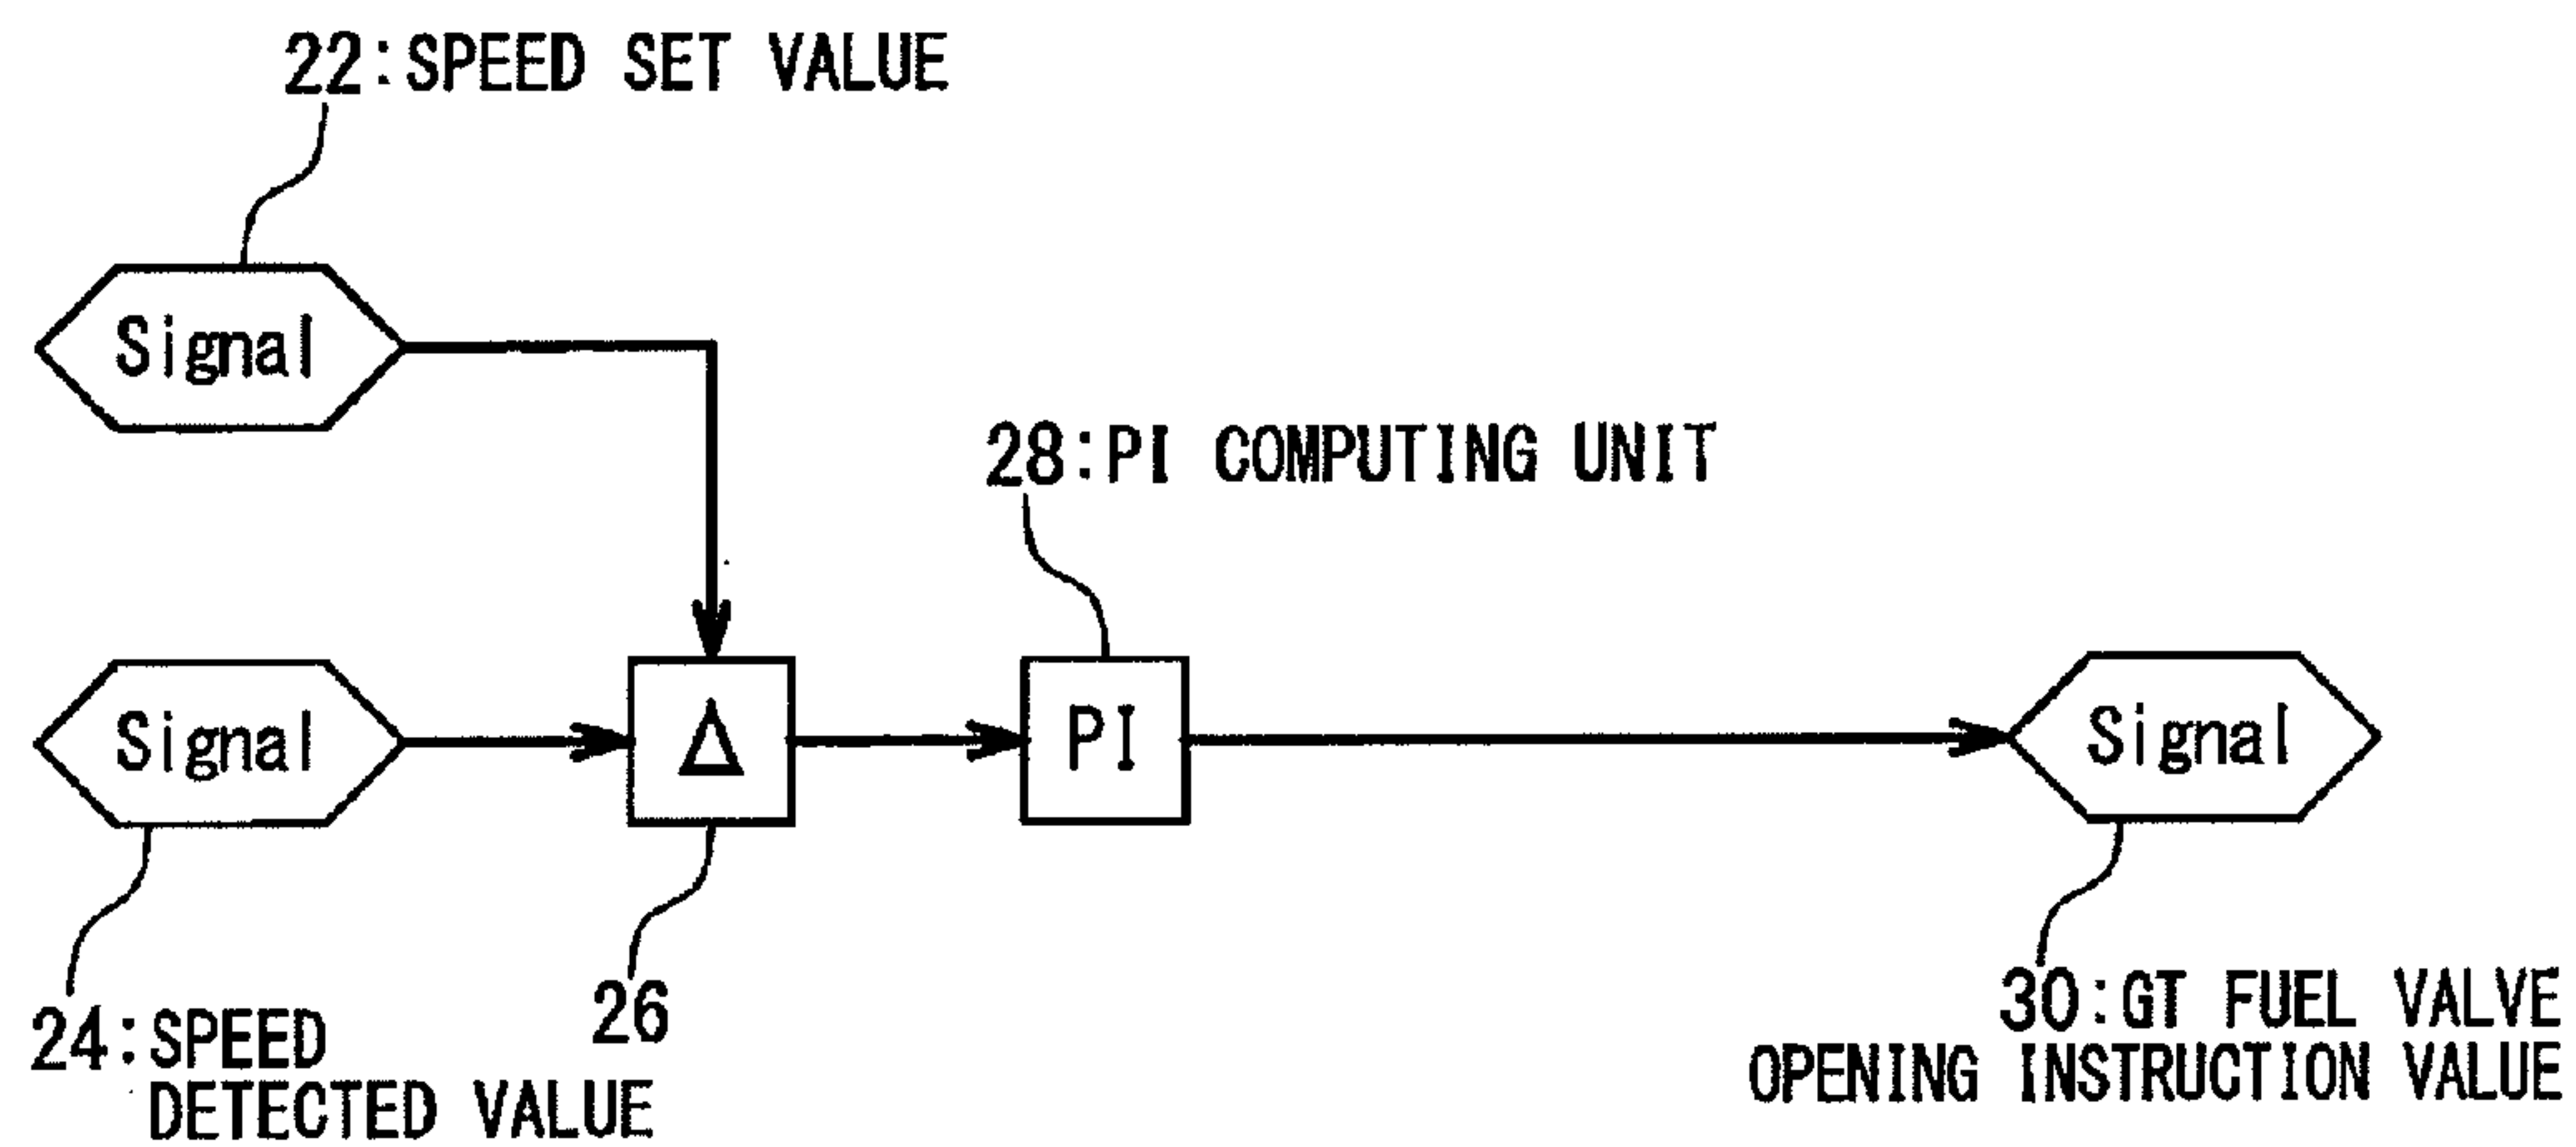 22:SPEED SET VALUE
Signal
28:PI COMPUTING UNIT
Signal
Δ
PI
Signal
24:SPEED
DETECTED VALUE
26
30:GT FUEL VALVE
OPENING INSTRUCTION VALUE